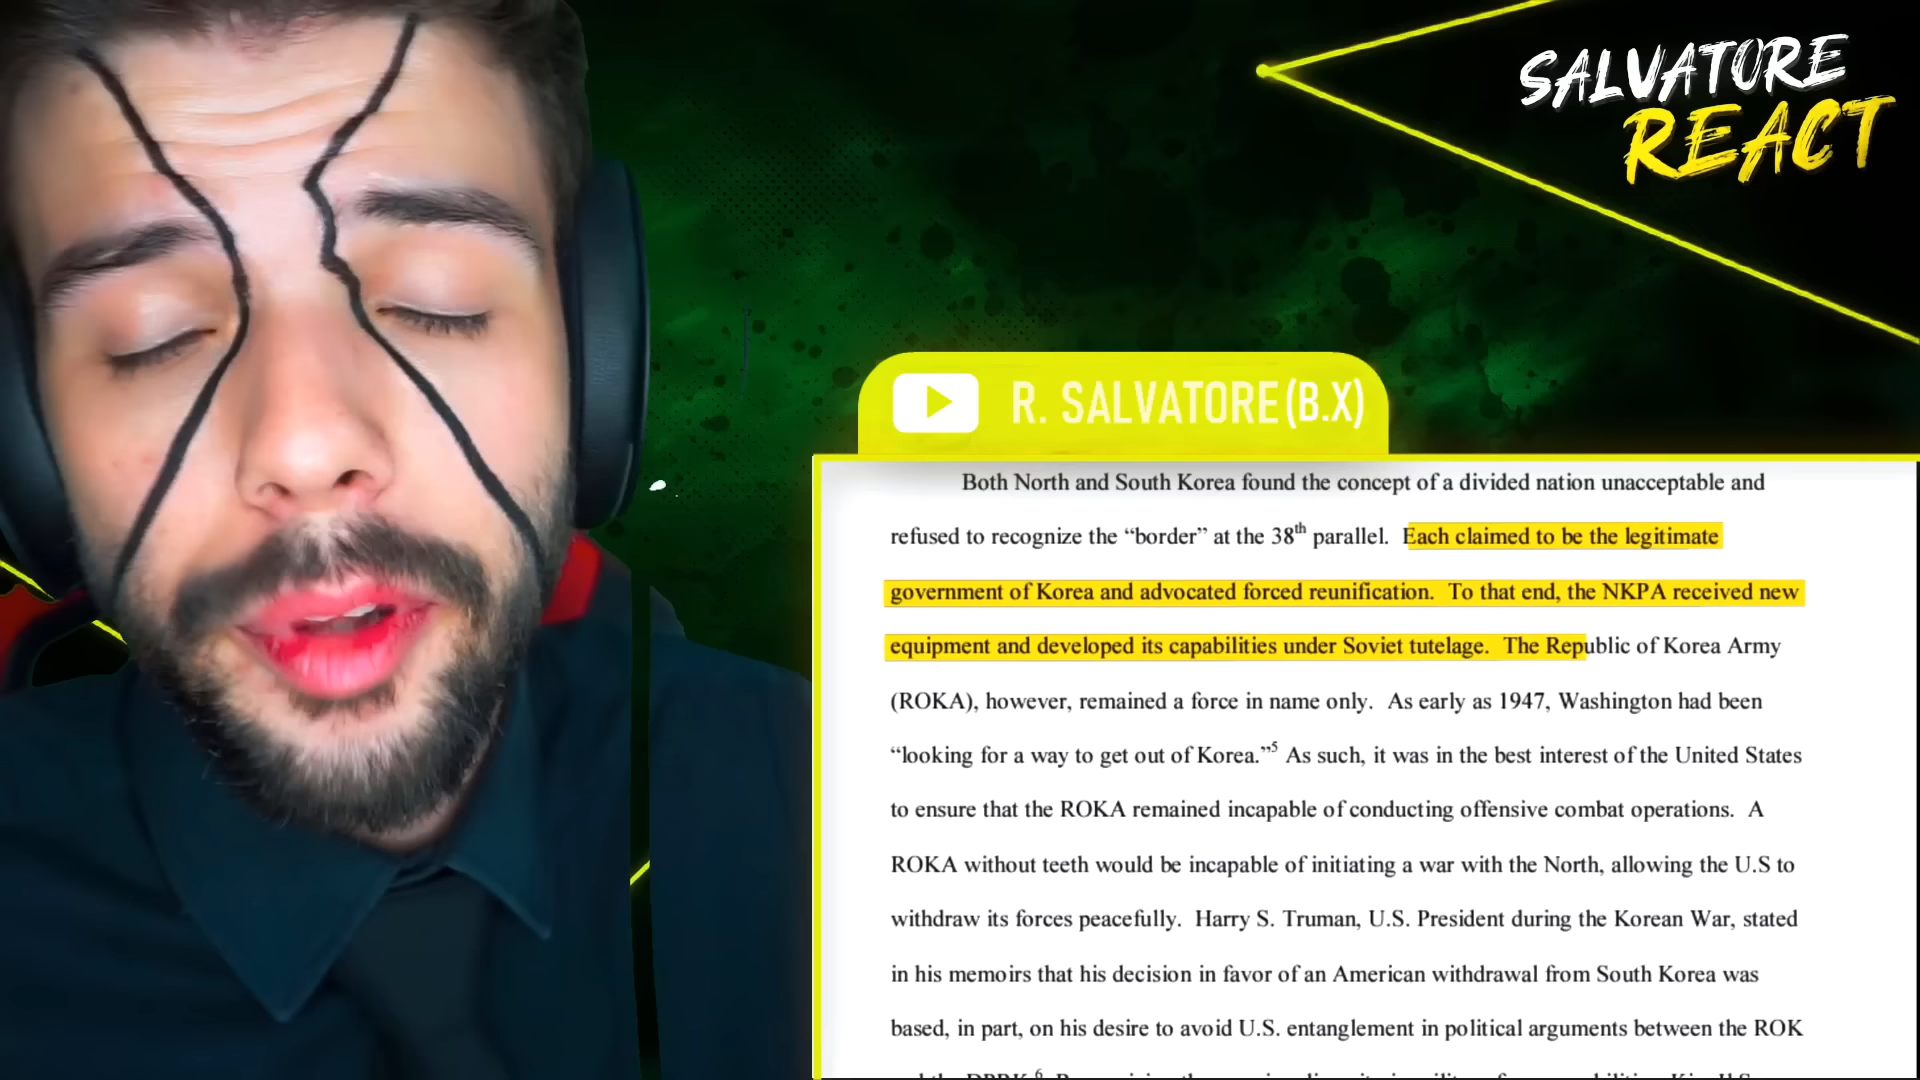 SALVATORE
REACT
R. SALVATORE (B.X)
Both North and South Korea found the concept of a divided nation unacceptable and
refused to recognize the “border” at the 38th parallel. Each claimed to be the legitimate
government of Korea and advocated forced reunification. To that end, the NKPA received new
equipment and developed its capabilities under Soviet tutelage. The Republic of Korea Army
(ROKA), however, remained a force in name only. As early as 1947, Washington had been
“looking for a way to get out of Korea.”5 As such, it was in the best interest of the United States
to ensure that the ROKA remained incapable of conducting offensive combat operations. A
ROKA without teeth would be incapable of initiating a war with the North, allowing the U.S to
withdraw its forces peacefully. Harry S. Truman, U.S. President during the Korean War, stated
in his memoirs that his decision in favor of an American withdrawal from South Korea was
based, in part, on his desire to avoid U.S. entanglement in political arguments between the ROK